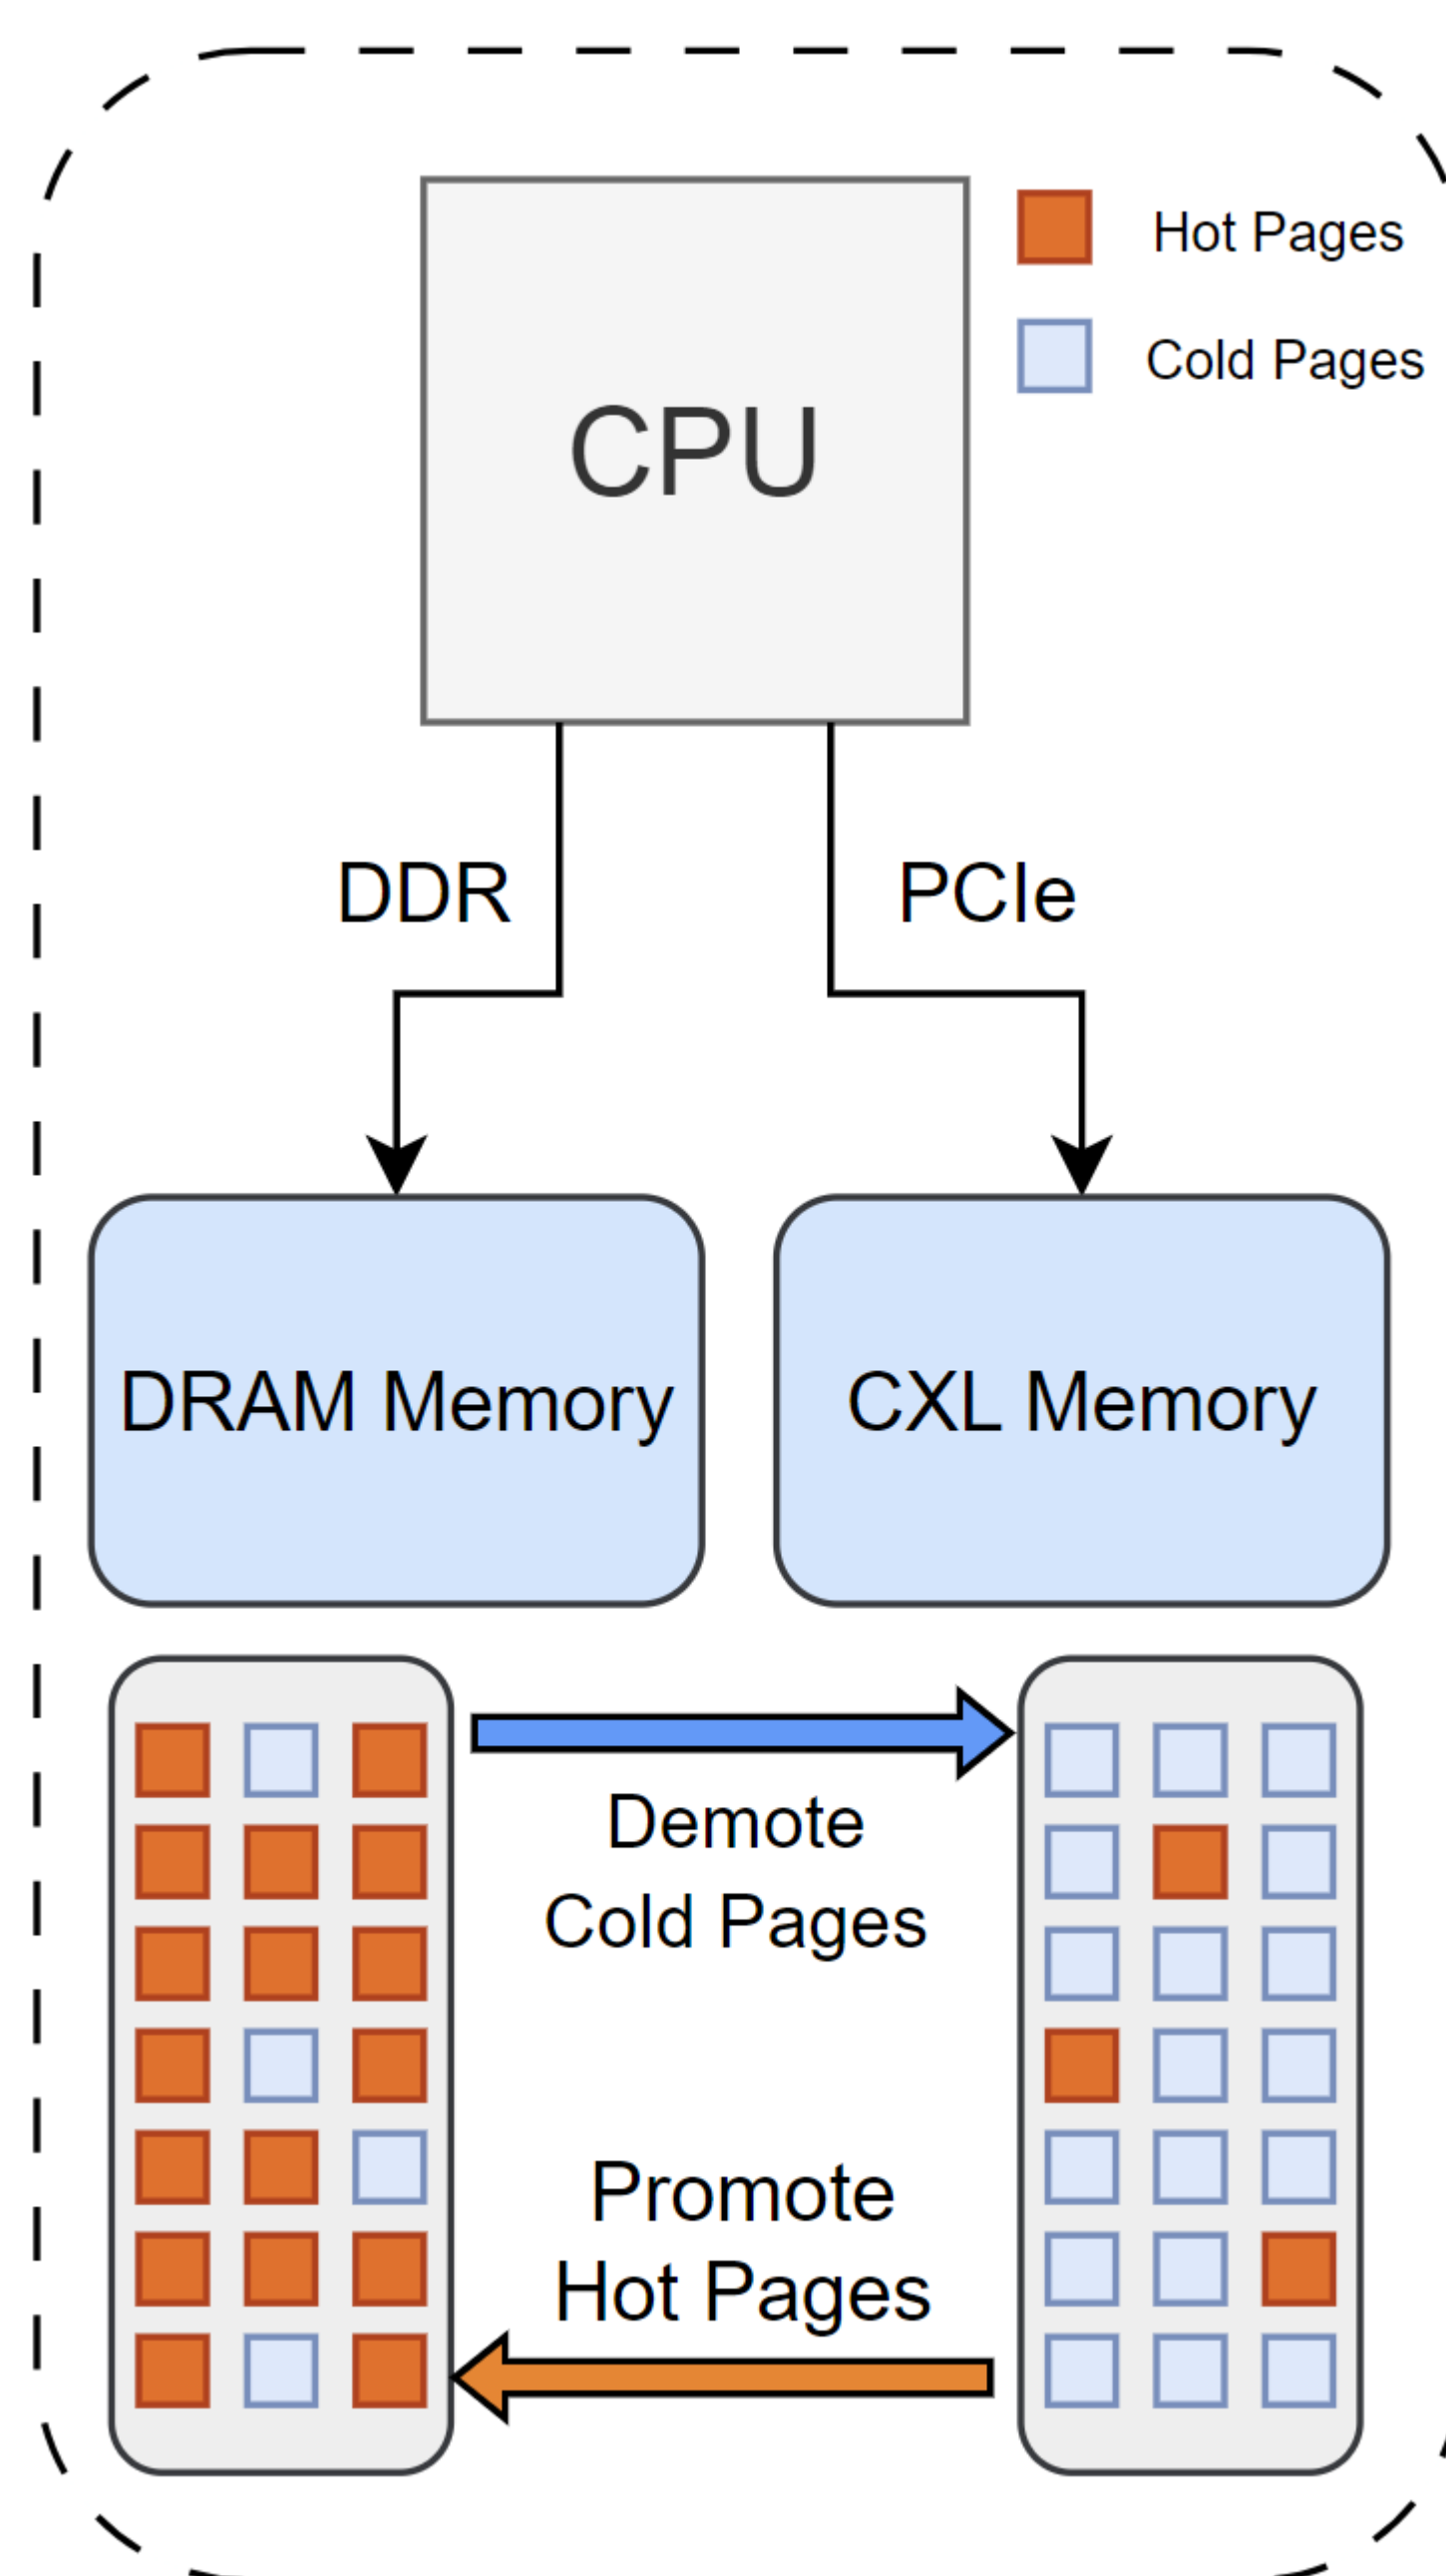 Hot Pages
Cold Pages
CPU
DDR
PCIe
DRAM Memory
CXL Memory
Demote
Cold Pages
Promote
Hot Pages